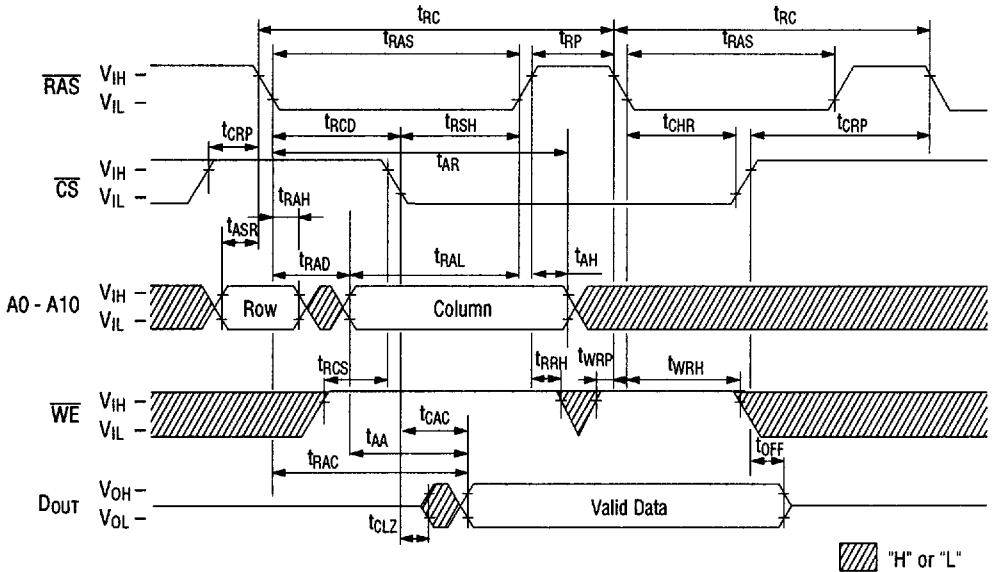 tRC tRC
tRAS tRP tRAS
RAS VIH
VIL
tRCD tRSH tCHR tCRP
tCRP tAR
CS VIH
VIL
tRAH
tASR
tRAD tRAL tAH
A0 - A10 VIH
VIL
Row Column
tRCS tRRH tWRP tWRH
WE VIH
VIL
tCAC
tAA
tRAC
tOFF
DOUT VOH
VOL
Valid Data
tCLZ
"H" or "L"